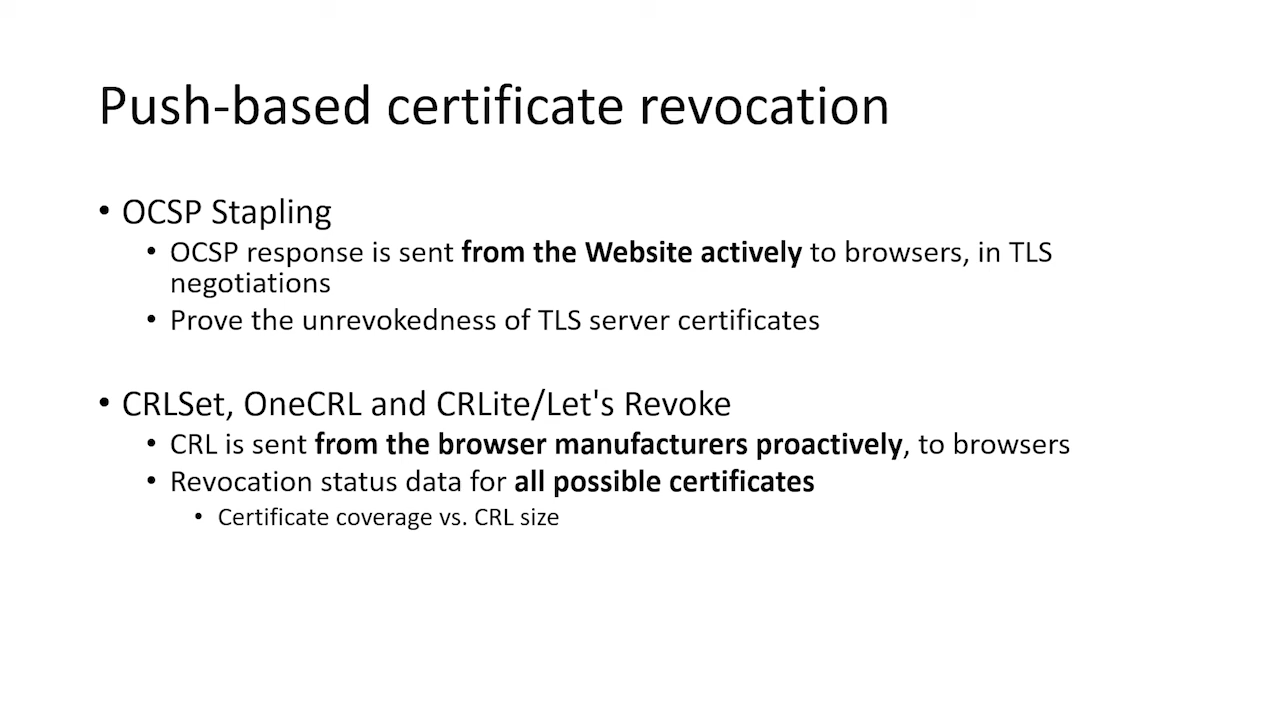 Push-based certificate revocation
• OCSP Stapling
• OCSP response is sent from the Website actively to browsers, in TLS
negotiations
• Prove the unrevokedness of TLS server certificates
• CRLSet, OneCRL and CRLite/Let's Revoke
• CRL is sent from the browser manufacturers proactively, to browsers
• Revocation status data for all possible certificates
• Certificate coverage vs. CRL size